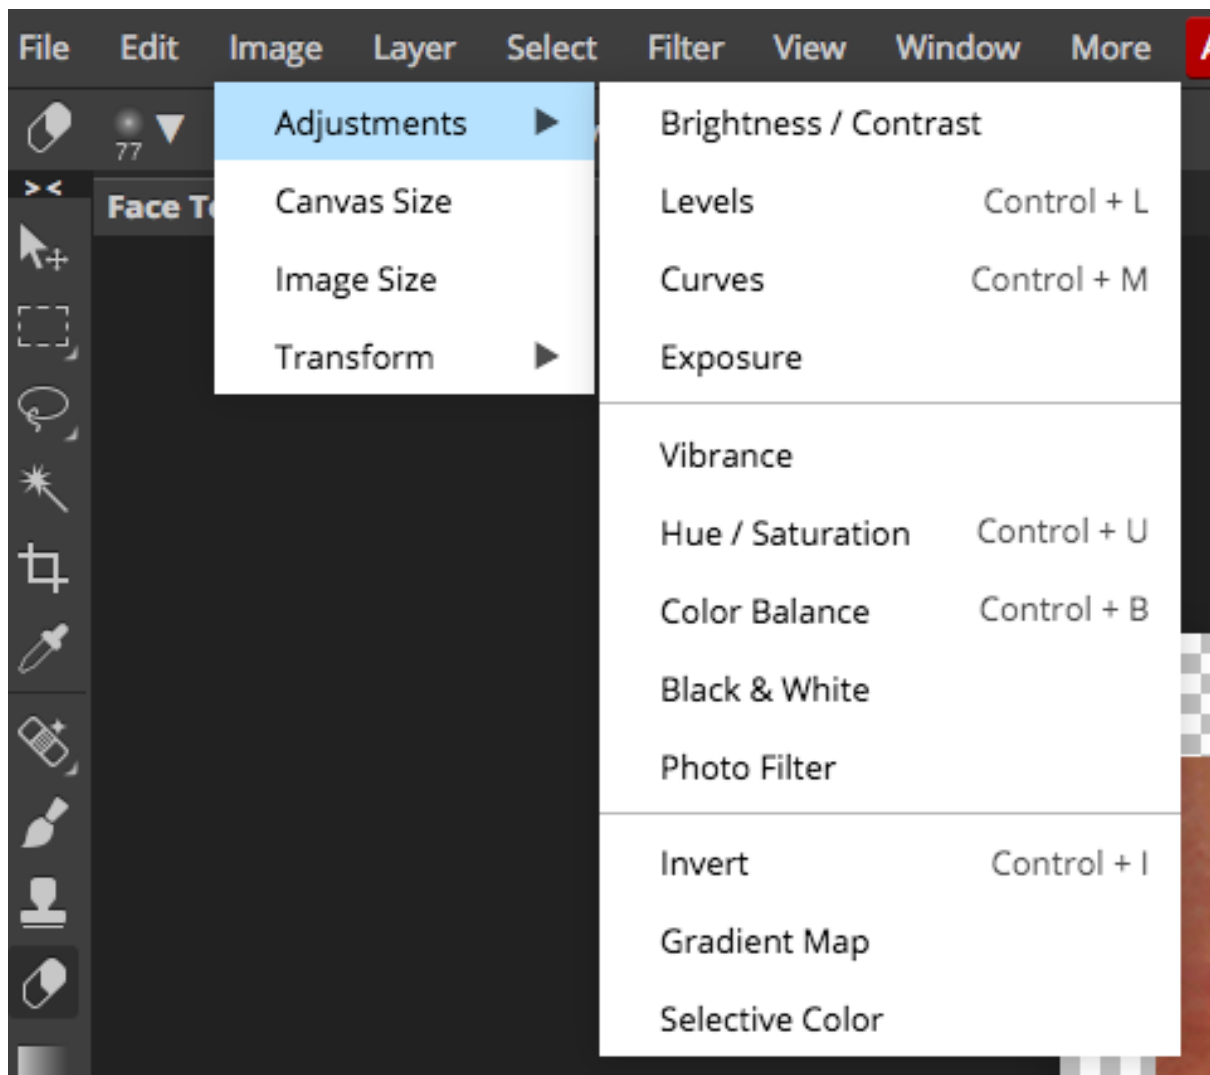 File Edit Image Layer Select Filter View Window More
77
Face
Adjustments
Canvas Size
Image Size
Transform
Brightness / Contrast
Levels Control + L
Curves Control + M
Exposure
Vibrance
Hue / Saturation Control + U
Color Balance Control + B
Black & White
Photo Filter
Invert Control + I
Gradient Map
Selective Color